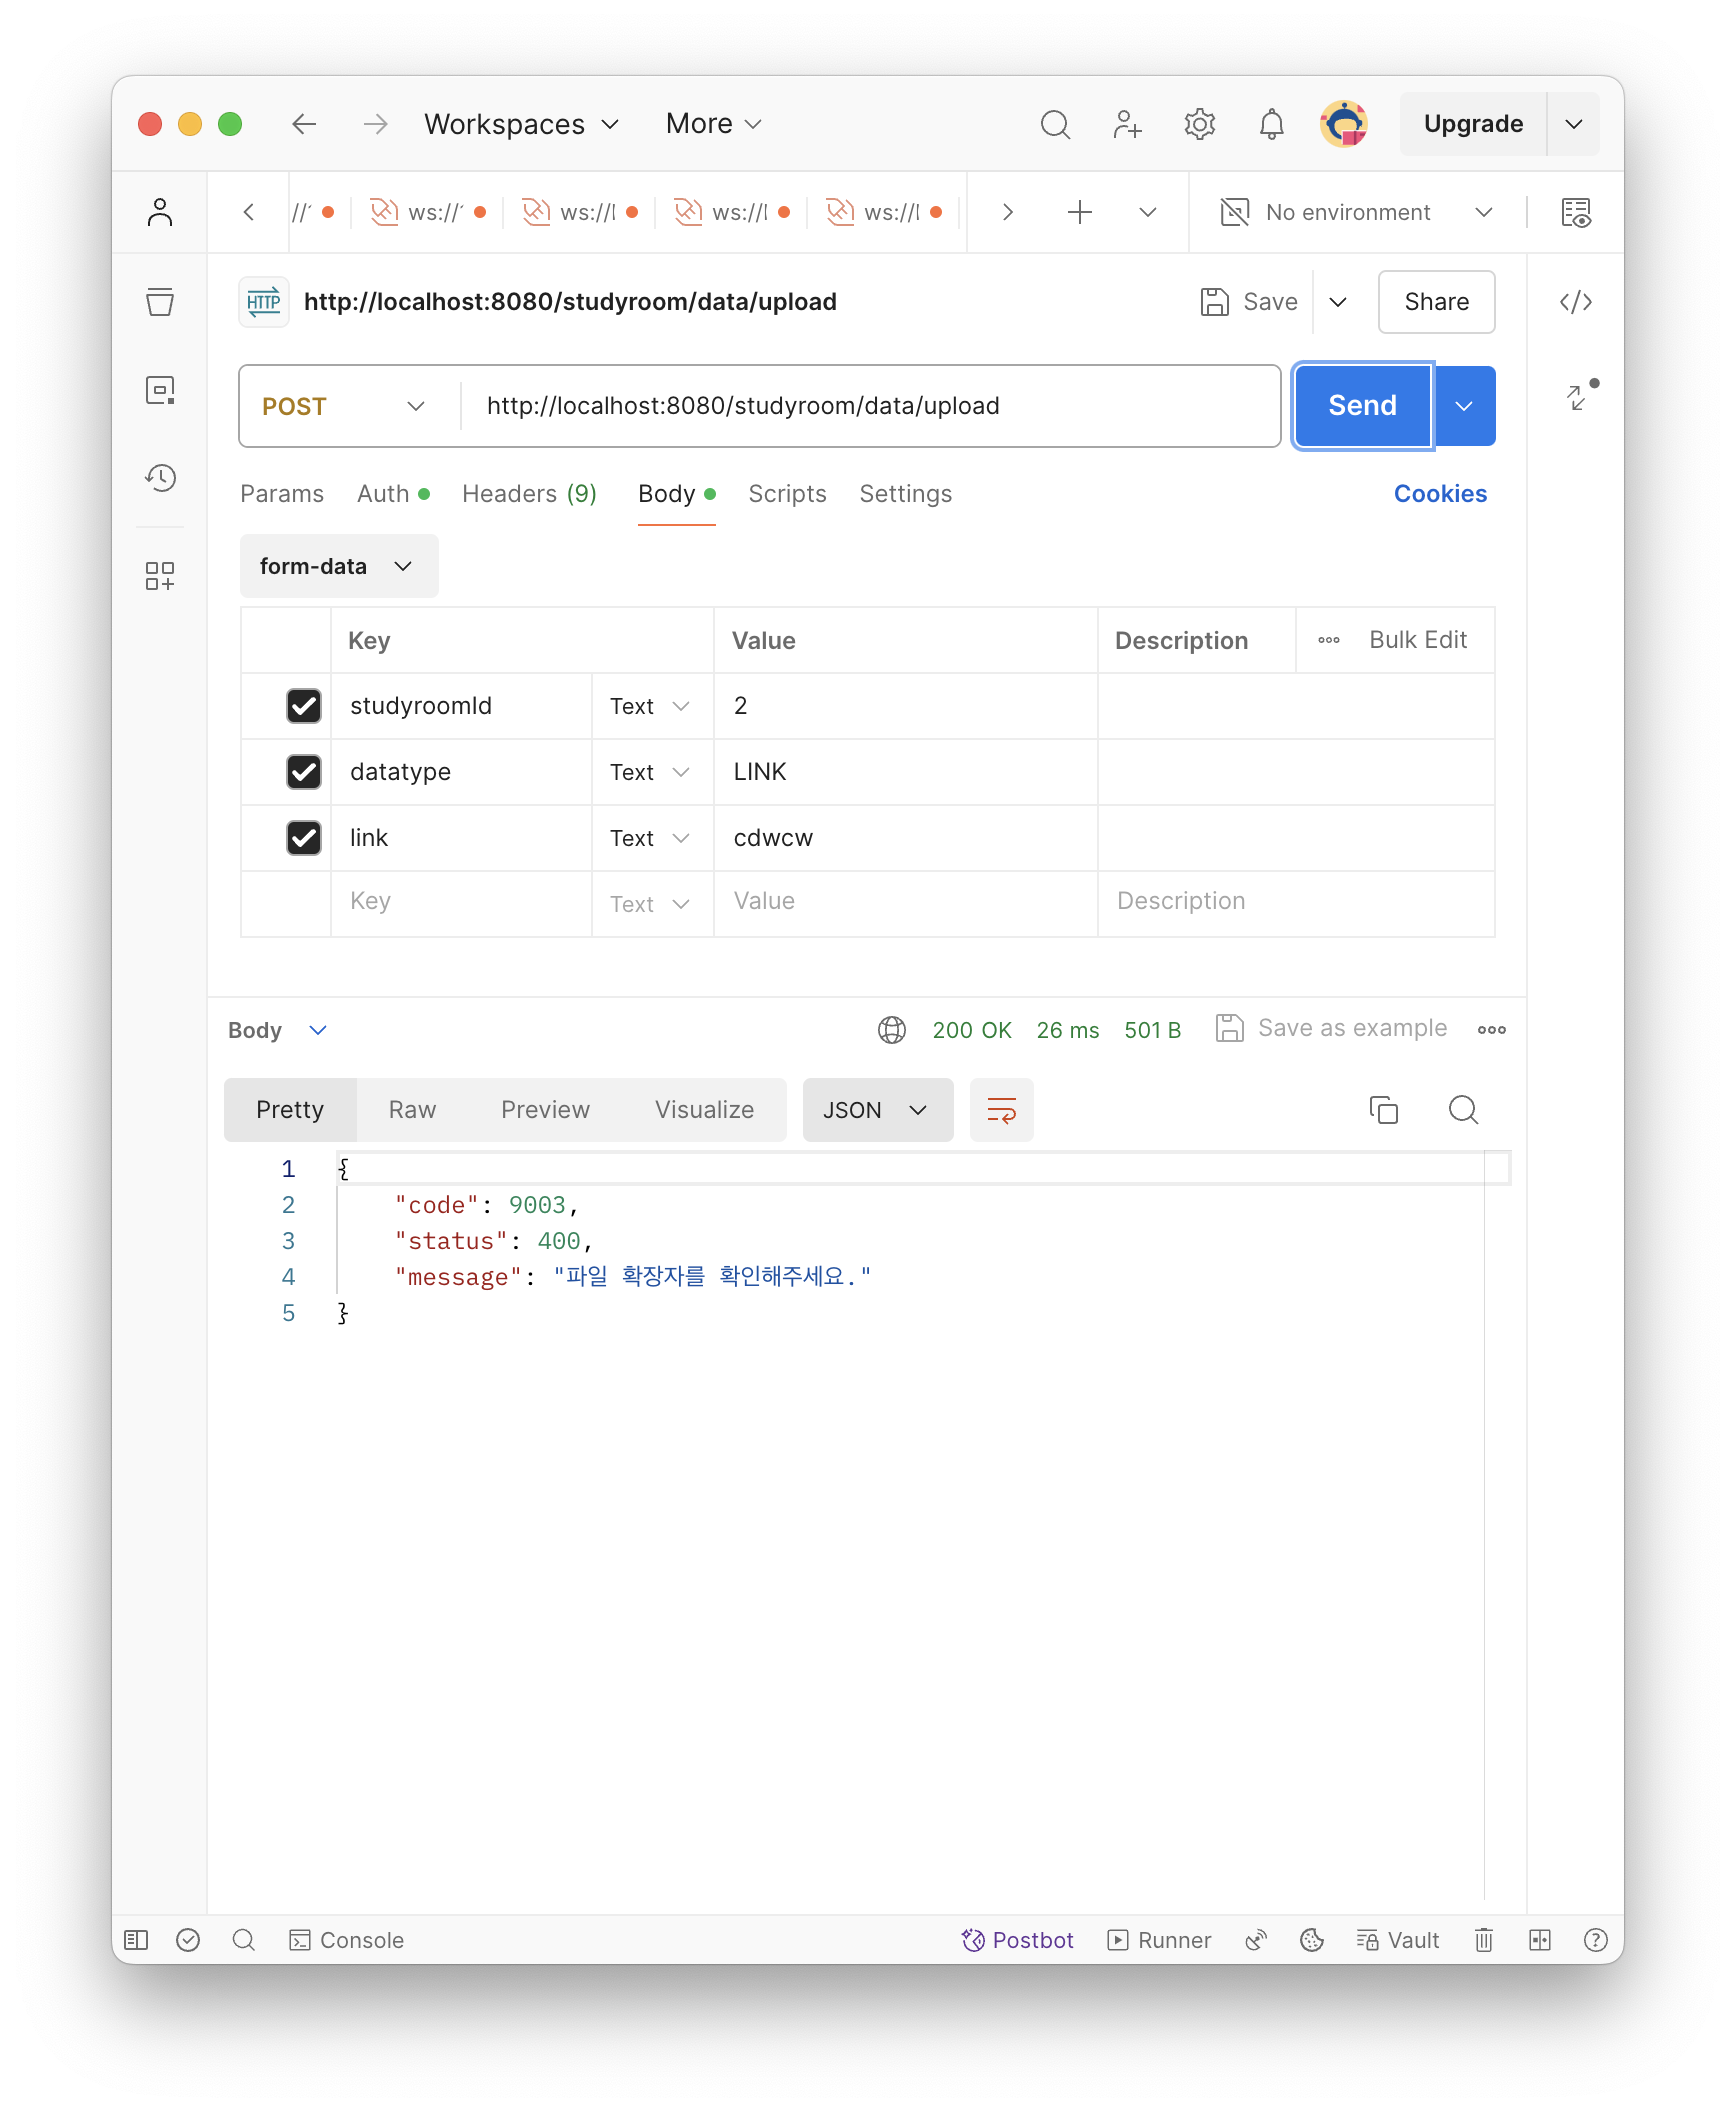 Workspaces More Upgrade
ws:// ws:// ws:// ws:// No environment
HTTP http://localhost:8080/studyroom/data/upload Save Share
POST http://localhost:8080/studyroom/data/upload Send
Params Auth Headers (9) Body Scripts Settings Cookies
form-data
Key Value Description Bulk Edit
studyroomId Text 2
datatype Text LINK
link Text cdwcw
Key Text Value Description
Body 200 OK 26 ms 501 B Save as example
Pretty Raw Preview Visualize JSON
1 {
2 "code": 9003,
3 "status": 400,
4 "message": "파일 확장자를 확인해주세요."
5 }
Console Postbot Runner Vault